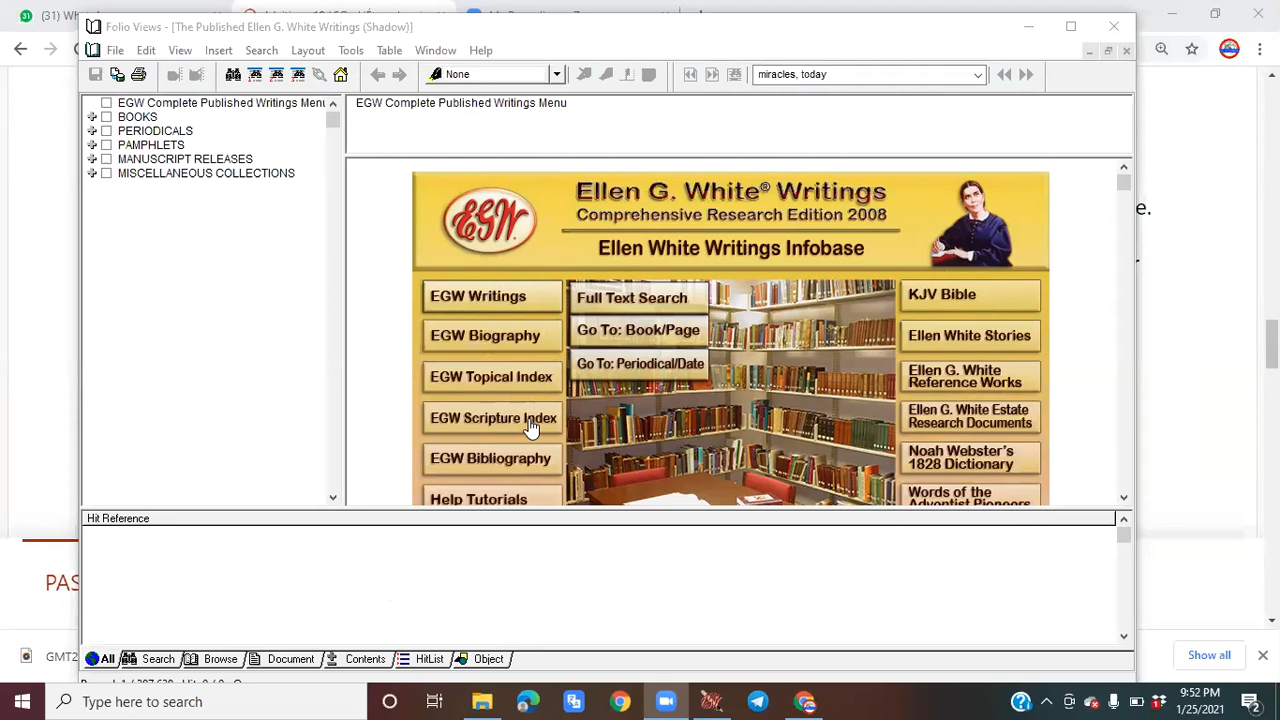 (31) Wh
Folio Views - [The Published Ellen G. White Writings (Shadow)]
File Edit View Insert Search Layout Tools Table Window Help
None
miracles, today
EGW Complete Published Writings Menu
BOOKS
PERIODICALS
PAMPHLETS
MANUSCRIPT RELEASES
MISCELLANEOUS COLLECTIONS
EGW Complete Published Writings Menu
EGW
Ellen G. White® Writings
Comprehensive Research Edition 2008
Ellen White Writings Infobase
EGW Writings
EGW Biography
EGW Topical Index
EGW Scripture Index
EGW Bibliography
Help Tutorials
Full Text Search
Go To: Book/Page
Go To: Periodical/Date
KJV Bible
Ellen White Stories
Ellen G. White
Reference Works
Ellen G. White Estate
Research Documents
Noah Webster's
1828 Dictionary
Words of the
Adventist Pioneers
e.
Hit Reference
PAS
All Search Browse Document Contents HitList Object
GMT2
Show all
Type here to search
9:52 PM
1/25/2021
2